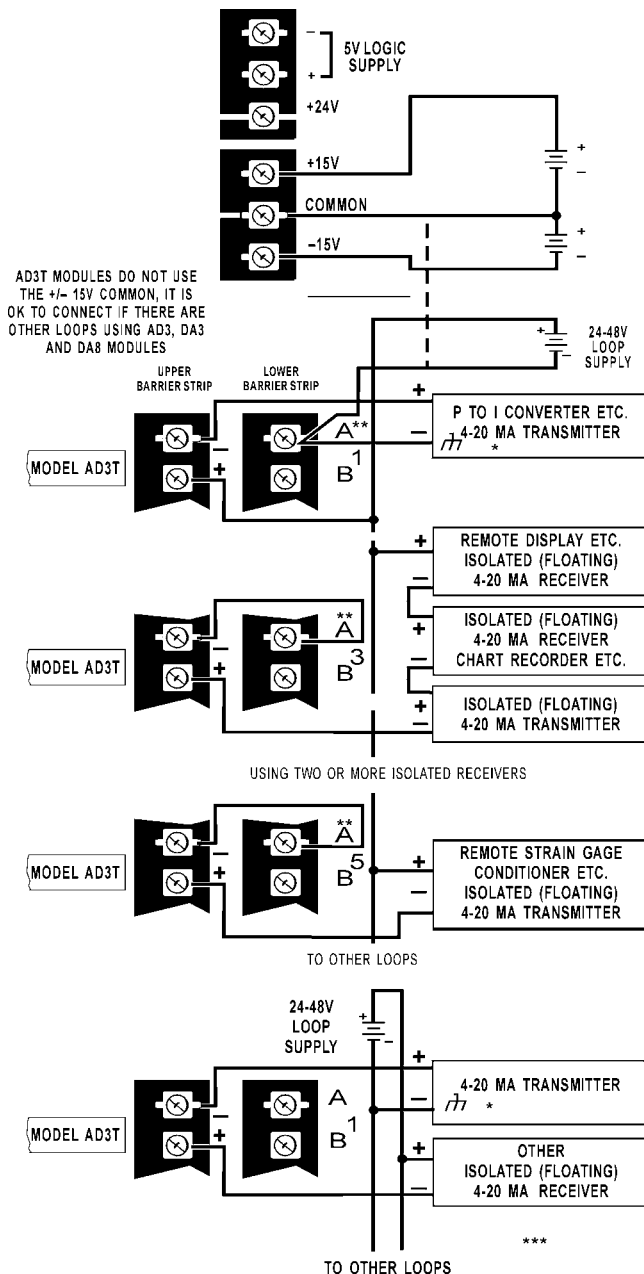 –
5V LOGIC
SUPPLY
+
+24V
+15V
+
–
COMMON
+
–
–15V
AD3T MODULES DO NOT USE
THE +/– 15V COMMON, IT IS
OK TO CONNECT IF THERE ARE
OTHER LOOPS USING AD3, DA3
AND DA8 MODULES
+
–
24-48V
LOOP
SUPPLY
UPPER
BARRIER STRIP
LOWER
BARRIER STRIP
MODEL AD3T
–
+
A**
1
B
+
–
P TO I CONVERTER ETC.
4-20 MA TRANSMITTER
*
+
–
REMOTE DISPLAY ETC.
ISOLATED (FLOATING)
4-20 MA RECEIVER
MODEL AD3T
–
+
**
A
3
B
+
–
ISOLATED (FLOATING)
4-20 MA RECEIVER
CHART RECORDER ETC.
+
–
ISOLATED (FLOATING)
4-20 MA TRANSMITTER
USING TWO OR MORE ISOLATED RECEIVERS
MODEL AD3T
–
+
**
A
5
B
+
–
REMOTE STRAIN GAGE
CONDITIONER ETC.
ISOLATED (FLOATING)
4-20 MA TRANSMITTER
TO OTHER LOOPS
24-48V
LOOP
SUPPLY
+
–
MODEL AD3T
–
+
A
1
B
+
–
4-20 MA TRANSMITTER
*
+
–
OTHER
ISOLATED (FLOATING)
4-20 MA RECEIVER
***
TO OTHER LOOPS